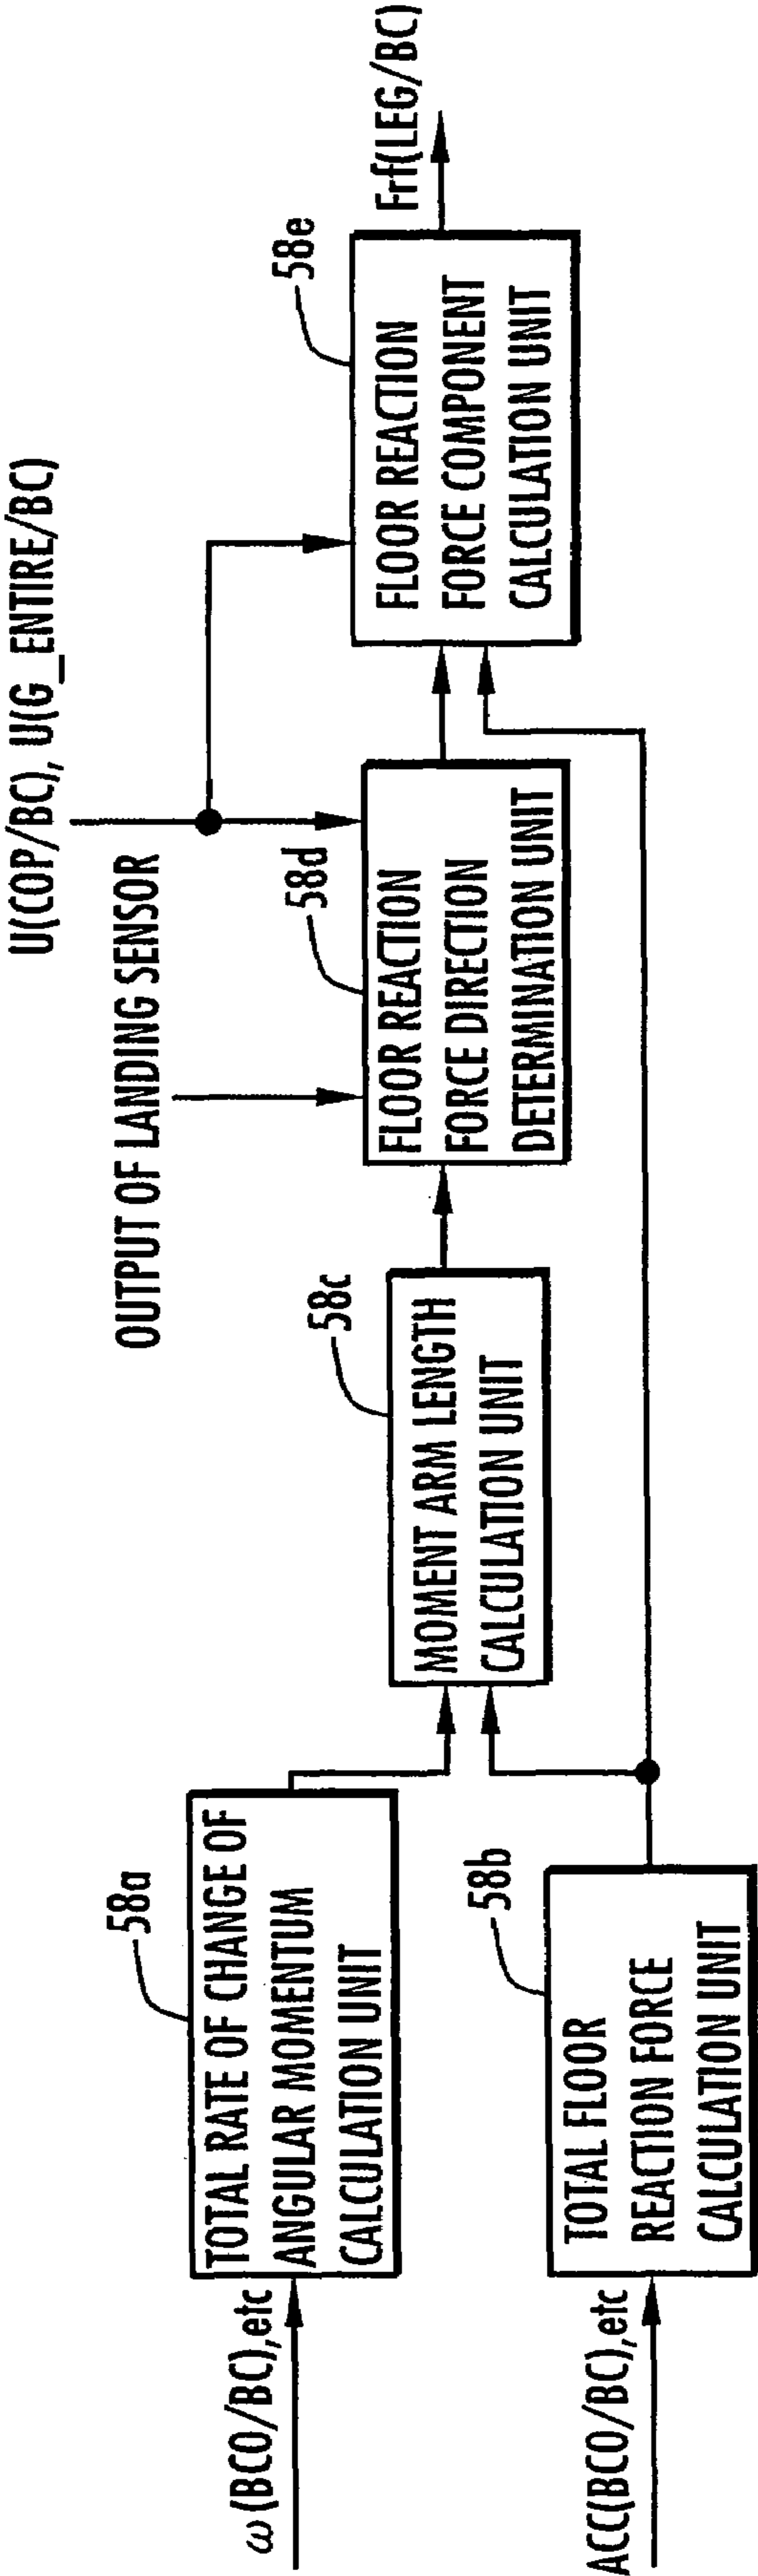 U(COP/BC), U(G_ENTIRE/BC)
OUTPUT OF LANDING SENSOR
58a
TOTAL RATE OF CHANGE OF
ANGULAR MOMENTUM
CALCULATION UNIT
ω(BCO/BC),etc
58b
TOTAL FLOOR
REACTION FORCE
CALCULATION UNIT
ACC(BCO/BC),etc
58c
MOMENT ARM LENGTH
CALCULATION UNIT
58d
FLOOR REACTION
FORCE DIRECTION
DETERMINATION UNIT
58e
FLOOR REACTION
FORCE COMPONENT
CALCULATION UNIT
Frf(LEG/BC)